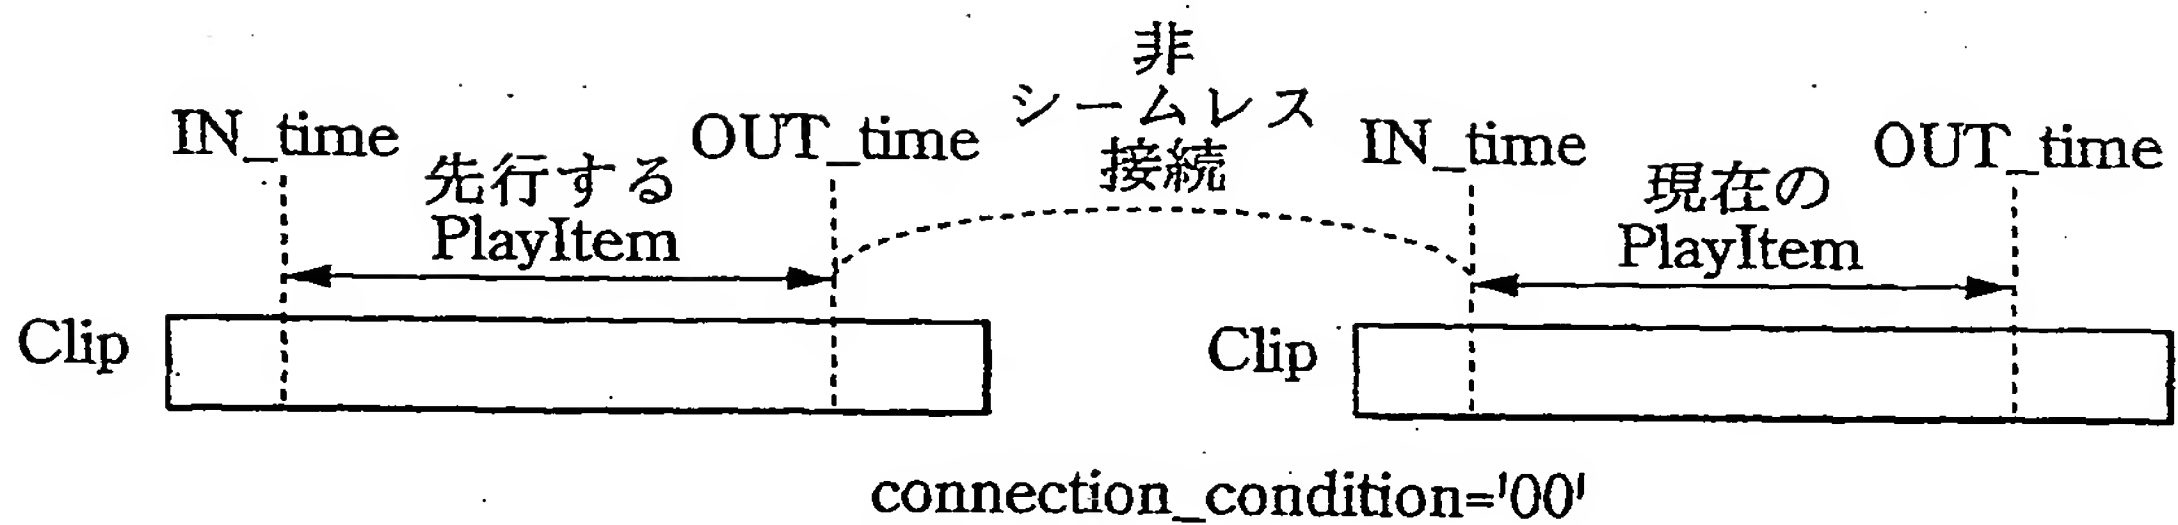 非
シームレス
接続
IN_time
OUT_time
IN_time
OUT_time
先行する
PlayItem
現在の
PlayItem
Clip
Clip
connection_condition='00'